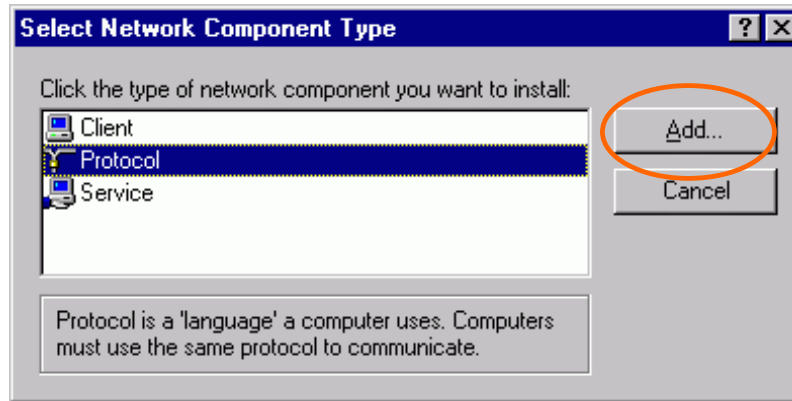 Select Network Component Type
Click the type of network component you want to install:
Client
Protocol
Service
Add...
Cancel
Protocol is a 'language' a computer uses. Computers
must use the same protocol to communicate.